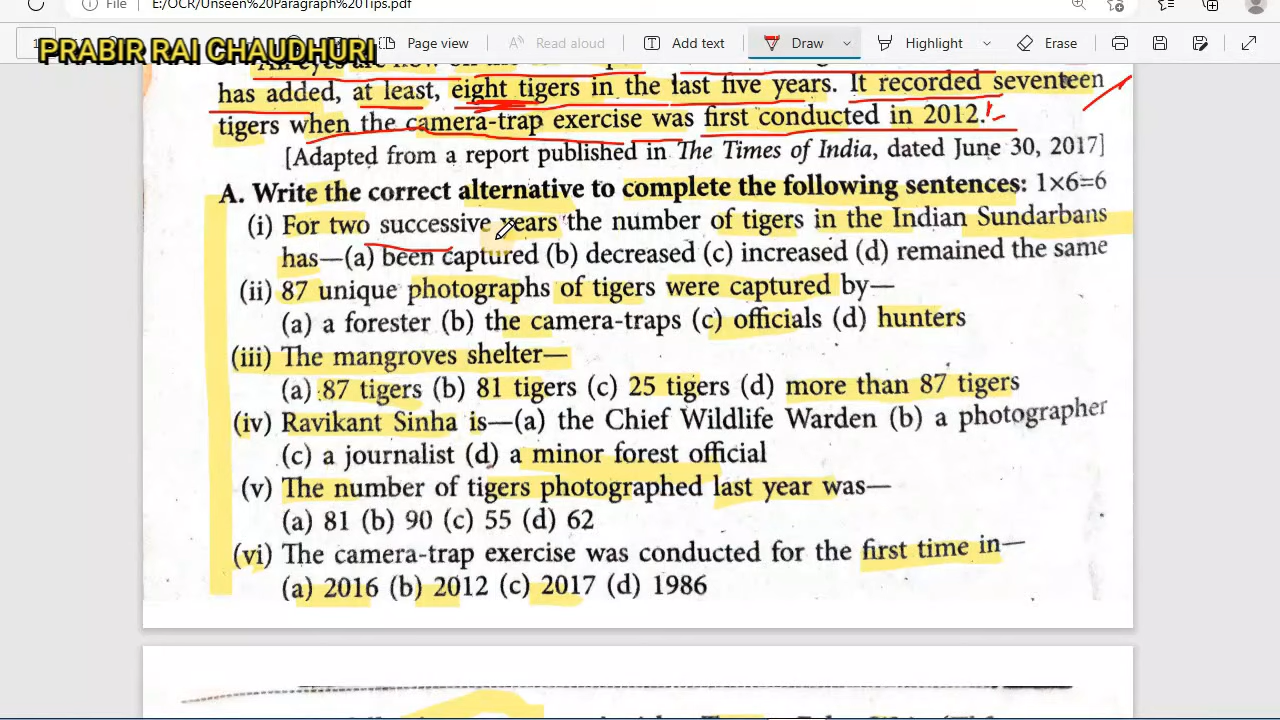 File | E:/OCR/Unseen%20Paragraph%20Tips.pdf
PRABIR RAI CHAUDHURI
Page view Read aloud Add text Draw Highlight Erase
All eyes are now on the
has added, at least, eight tigers in the last five years. It recorded seventeen
tigers when the camera-trap exercise was first conducted in 2012.
[Adapted from a report published in The Times of India, dated June 30, 2017]
A. Write the correct alternative to complete the following sentences: 1×6=6
(i) For two successive years the number of tigers in the Indian Sundarbans
has—(a) been captured (b) decreased (c) increased (d) remained the same
(ii) 87 unique photographs of tigers were captured by—
(a) a forester (b) the camera-traps (c) officials (d) hunters
(iii) The mangroves shelter—
(a) 87 tigers (b) 81 tigers (c) 25 tigers (d) more than 87 tigers
(iv) Ravikant Sinha is—(a) the Chief Wildlife Warden (b) a photographer
(c) a journalist (d) a minor forest official
(v) The number of tigers photographed last year was—
(a) 81 (b) 90 (c) 55 (d) 62
(vi) The camera-trap exercise was conducted for the first time in—
(a) 2016 (b) 2012 (c) 2017 (d) 1986